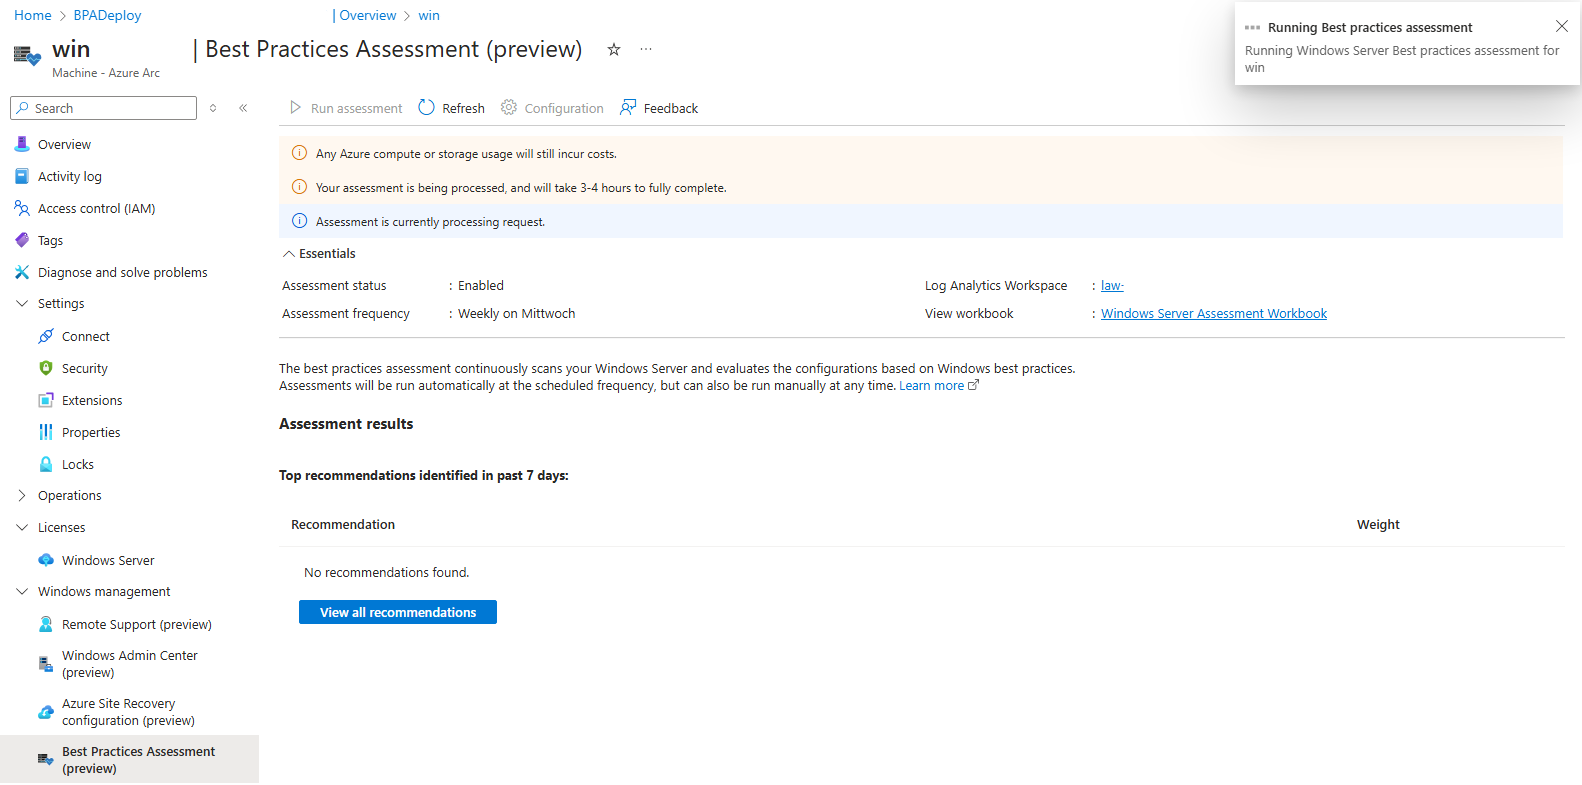 Home > BPADeploy | Overview > win
win | Best Practices Assessment (preview) ☆ ···
Machine - Azure Arc
Running Best practices assessment
Running Windows Server Best practices assessment for
win
Search
Overview
Activity log
Access control (IAM)
Tags
Diagnose and solve problems
Settings
Connect
Security
Extensions
Properties
Locks
Operations
Licenses
Windows Server
Windows management
Remote Support (preview)
Windows Admin Center
(preview)
Azure Site Recovery
configuration (preview)
Best Practices Assessment
(preview)
Run assessment Refresh Configuration Feedback
Any Azure compute or storage usage will still incur costs.
Your assessment is being processed, and will take 3-4 hours to fully complete.
Assessment is currently processing request.
Essentials
Assessment status : Enabled
Log Analytics Workspace : law-
Assessment frequency : Weekly on Mittwoch
View workbook : Windows Server Assessment Workbook
The best practices assessment continuously scans your Windows Server and evaluates the configurations based on Windows best practices.
Assessments will be run automatically at the scheduled frequency, but can also be run manually at any time. Learn more
Assessment results
Top recommendations identified in past 7 days:
Recommendation Weight
No recommendations found.
View all recommendations